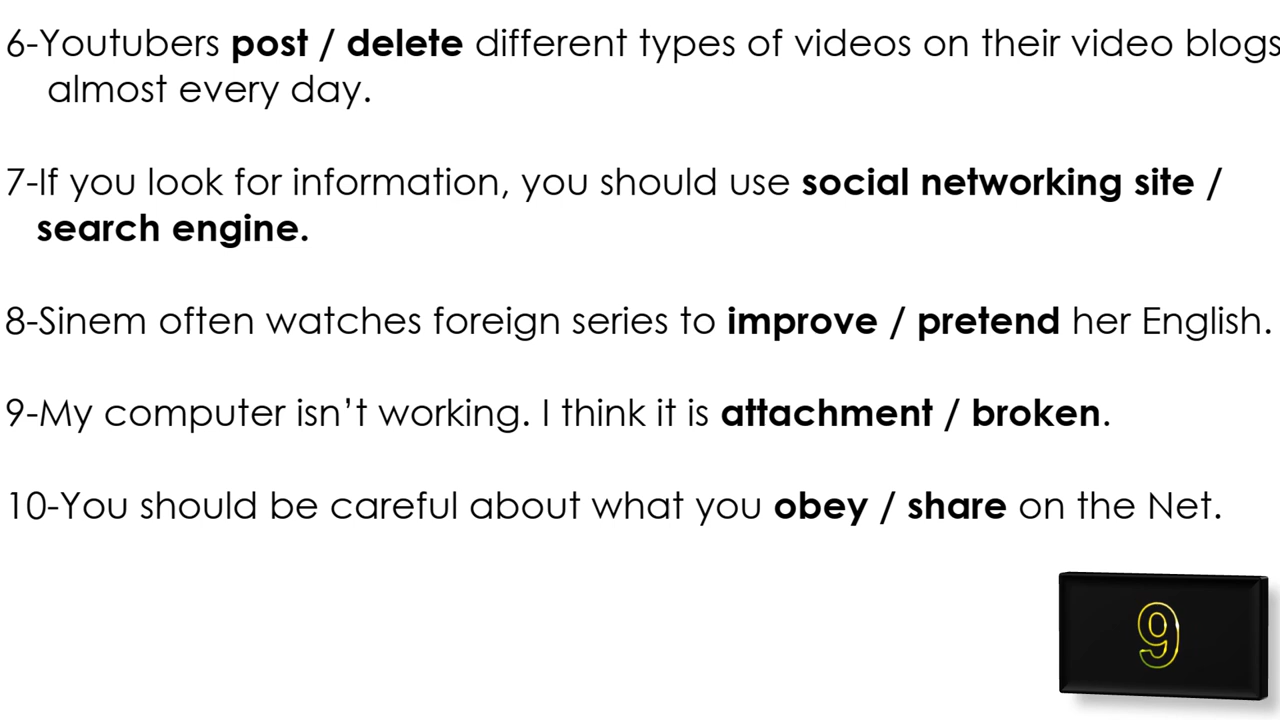 6-Youtubers post / delete different types of videos on their video blogs
almost every day.
7-If you look for information, you should use social networking site /
search engine.
8-Sinem often watches foreign series to improve / pretend her English.
9-My computer isn’t working. I think it is attachment / broken.
10-You should be careful about what you obey / share on the Net.
9